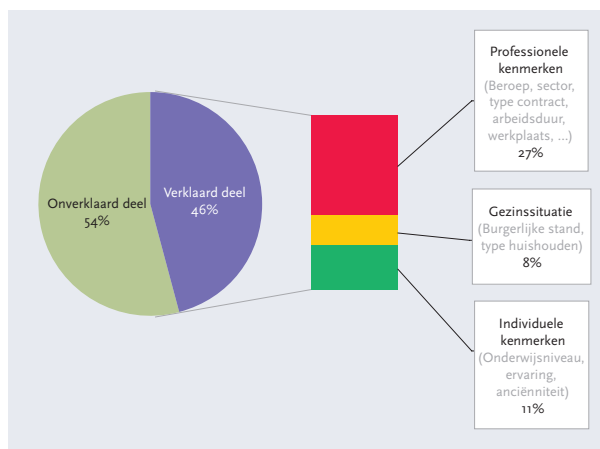 Onverklaard deel
54%
Verklaard deel
46%
Professionele
kenmerken
(Beroep, sector,
type contract,
arbeidsduur,
werkplaats, ...)
27%
Gezinssituatie
(Burgerlijke stand,
type huishouden)
8%
Individuele
kenmerken
(Onderwijsniveau,
ervaring,
anciënniteit)
11%